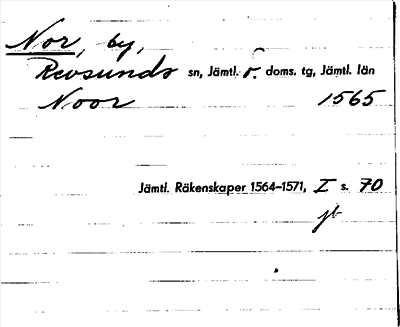 Nor, by,
Revsunds sn, Jämtl. ö. doms. tg, Jämtl. län
Noor 1565
Jämtl. Räkenskaper 1564–1571, I s. 70